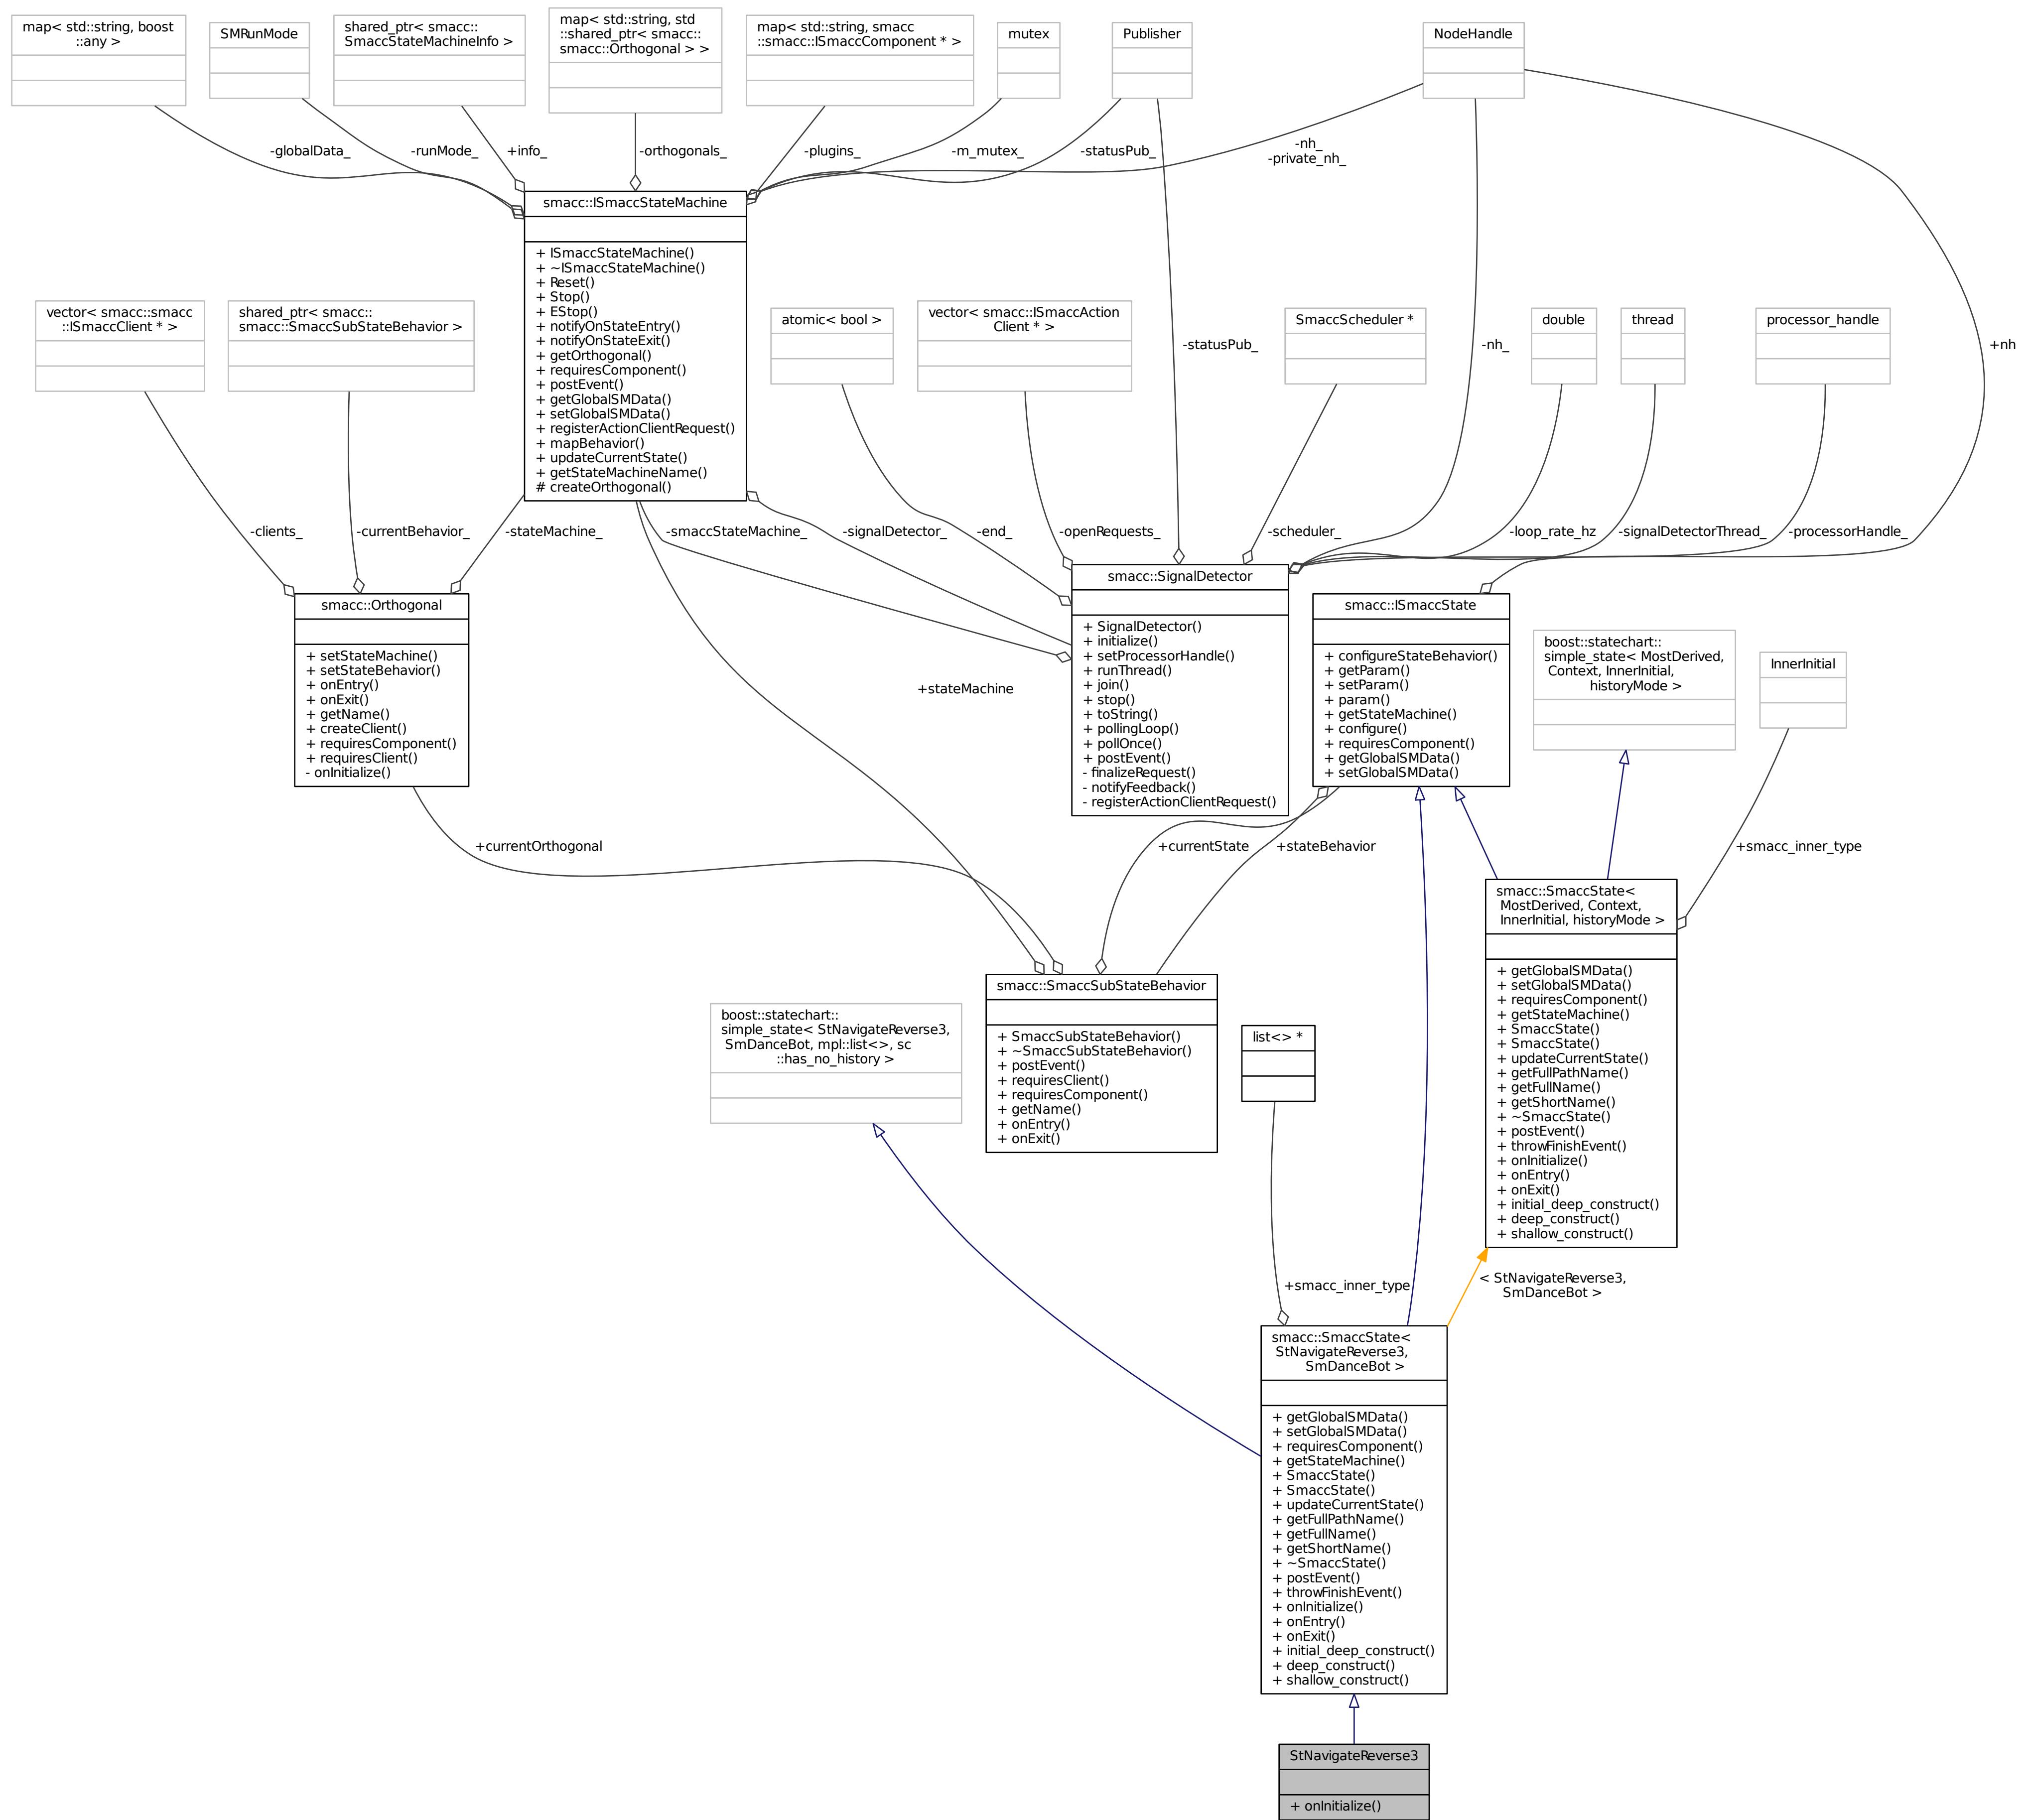 map< std::string, boost
::any >
SMRunMode
shared_ptr< smacc::
SmaccStateMachineInfo >
map< std::string, std
::shared_ptr< smacc::
smacc::Orthogonal > >
map< std::string, smacc
::smacc::ISmaccComponent * >
mutex
Publisher
NodeHandle
-globalData_
-runMode_
+info_
-orthogonals_
-plugins_
-m_mutex_
-statusPub_
-nh_
-private_nh_
smacc::ISmaccStateMachine
+ ISmaccStateMachine()
+ ~ISmaccStateMachine()
+ Reset()
+ Stop()
+ EStop()
+ notifyOnStateEntry()
+ notifyOnStateExit()
+ getOrthogonal()
+ requiresComponent()
+ postEvent()
+ getGlobalSMData()
+ setGlobalSMData()
+ registerActionClientRequest()
+ mapBehavior()
+ updateCurrentState()
+ getStateMachineName()
# createOrthogonal()
vector< smacc::smacc
::ISmaccClient * >
shared_ptr< smacc::
smacc::SmaccSubStateBehavior >
atomic< bool >
vector< smacc::ISmaccAction
Client * >
SmaccScheduler *
double
thread
processor_handle
-statusPub_
-nh_
+nh
-clients_
-currentBehavior_
-stateMachine_
-smaccStateMachine_
-signalDetector_
-end_
-openRequests_
-scheduler_
-loop_rate_hz
-signalDetectorThread_
-processorHandle_
smacc::Orthogonal
+ setStateMachine()
+ setStateBehavior()
+ onEntry()
+ onExit()
+ getName()
+ createClient()
+ requiresComponent()
+ requiresClient()
- onInitialize()
smacc::SignalDetector
+ SignalDetector()
+ initialize()
+ setProcessorHandle()
+ runThread()
+ join()
+ stop()
+ toString()
+ pollingLoop()
+ pollOnce()
+ postEvent()
- finalizeRequest()
- notifyFeedback()
- registerActionClientRequest()
smacc::ISmaccState
+ configureStateBehavior()
+ getParam()
+ setParam()
+ param()
+ getStateMachine()
+ configure()
+ requiresComponent()
+ getGlobalSMData()
+ setGlobalSMData()
boost::statechart::
simple_state< MostDerived,
Context, InnerInitial,
historyMode >
InnerInitial
+stateMachine
+currentOrthogonal
+currentState
+stateBehavior
+smacc_inner_type
smacc::SmaccState<
MostDerived, Context,
InnerInitial, historyMode >
+ getGlobalSMData()
+ setGlobalSMData()
+ requiresComponent()
+ getStateMachine()
+ SmaccState()
+ SmaccState()
+ updateCurrentState()
+ getFullPathName()
+ getFullName()
+ getShortName()
+ ~SmaccState()
+ postEvent()
+ throwFinishEvent()
+ onInitialize()
+ onEntry()
+ onExit()
+ initial_deep_construct()
+ deep_construct()
+ shallow_construct()
smacc::SmaccSubStateBehavior
+ SmaccSubStateBehavior()
+ ~SmaccSubStateBehavior()
+ postEvent()
+ requiresClient()
+ requiresComponent()
+ getName()
+ onEntry()
+ onExit()
boost::statechart::
simple_state< StNavigateReverse3,
SmDanceBot, mpl::list<>, sc
::has_no_history >
list<> *
+smacc_inner_type
< StNavigateReverse3,
SmDanceBot >
smacc::SmaccState<
StNavigateReverse3,
SmDanceBot >
+ getGlobalSMData()
+ setGlobalSMData()
+ requiresComponent()
+ getStateMachine()
+ SmaccState()
+ SmaccState()
+ updateCurrentState()
+ getFullPathName()
+ getFullName()
+ getShortName()
+ ~SmaccState()
+ postEvent()
+ throwFinishEvent()
+ onInitialize()
+ onEntry()
+ onExit()
+ initial_deep_construct()
+ deep_construct()
+ shallow_construct()
StNavigateReverse3
+ onInitialize()